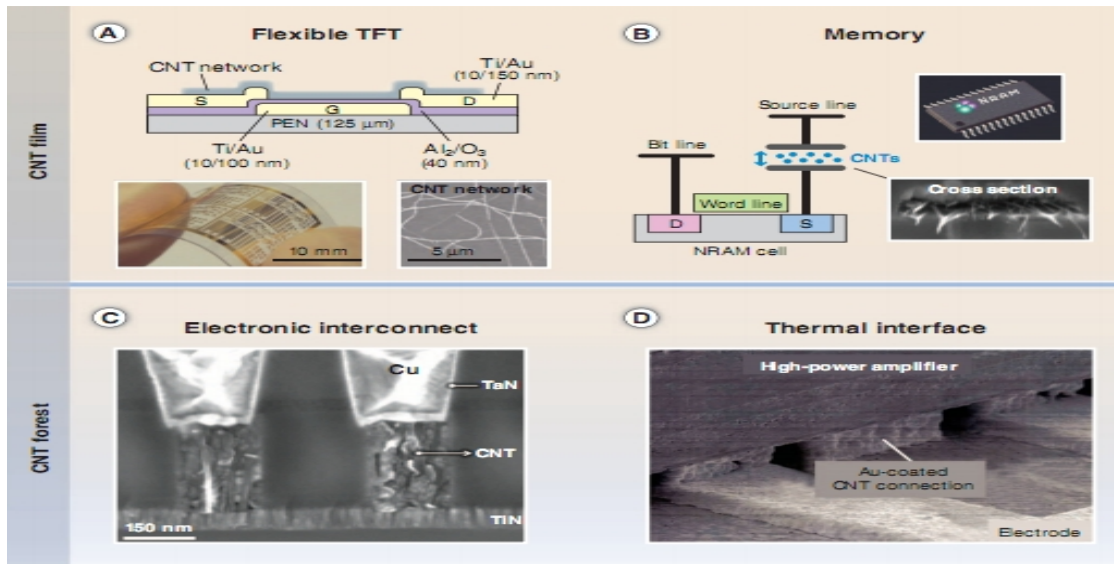 CNT film
A
Flexible TFT
CNT network
Ti/Au
(10/150 nm)
S
G
D
PEN (125 μm)
Ti/Au
(10/100 nm)
Al₂/O₃
(40 nm)
10 mm
CNT network
5 μm
B
Memory
NRAM
Source line
Bit line
CNTs
Cross section
Word line
D
S
NRAM cell
CNT forest
C
Electronic interconnect
Cu
TaN
CNT
150 nm
TiN
D
Thermal interface
High-power amplifier
Au-coated
CNT connection
Electrode